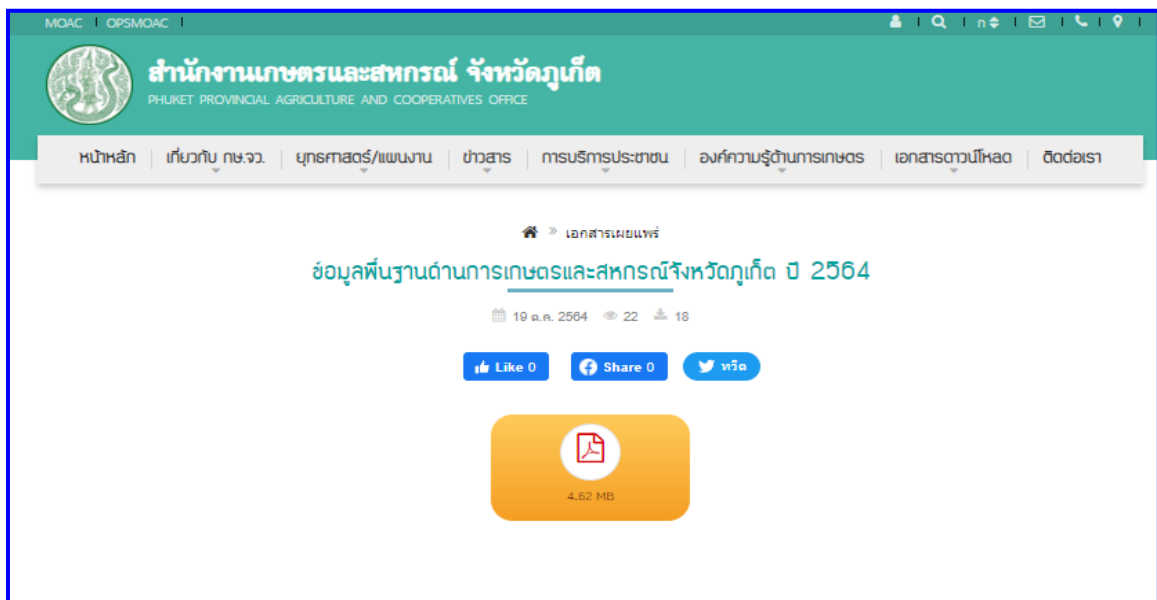 MOAC | OPSMOAC |
ก
สำนักงานเกษตรและสหกรณ์ จังหวัดภูเก็ต
PHUKET PROVINCIAL AGRICULTURE AND COOPERATIVES OFFICE
หน้าหลัก | เกี่ยวกับ กษ.จว. | ยุทธศาสตร์/แผนงาน | ข่าวสาร | การบริการประชาชน | องค์ความรู้ด้านการเกษตร | เอกสารดาวน์โหลด | ติดต่อเรา
» เอกสารเผยแพร่
ข้อมูลพื้นฐานด้านการเกษตรและสหกรณ์จังหวัดภูเก็ต ปี 2564
19 ต.ค. 2564 22 18
Like 0 Share 0 ทวีต
4.62 MB